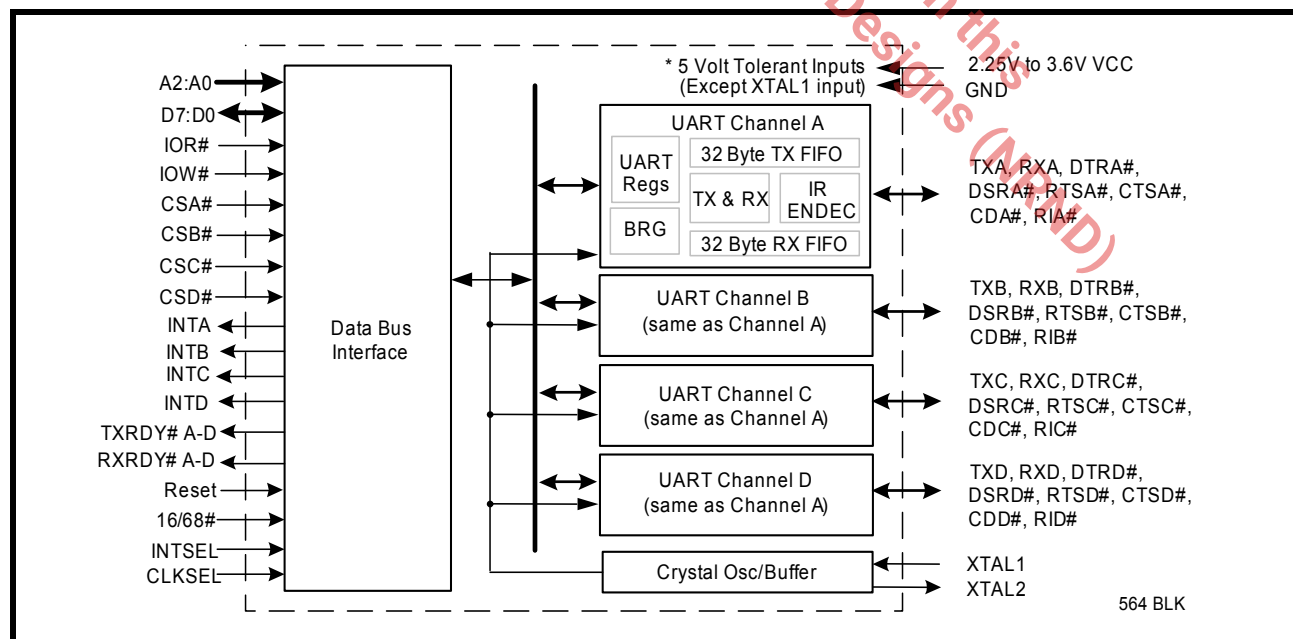 n this
Designs (NRND)
* 5 Volt Tolerant Inputs
(Except XTAL1 input)
2.25V to 3.6V VCC
GND
A2:A0
D7:D0
IOR#
IOW#
CSA#
CSB#
CSC#
CSD#
INTA
INTB
INTC
INTD
TXRDY# A-D
RXRDY# A-D
Reset
16/68#
INTSEL
CLKSEL
Data Bus
Interface
UART Channel A
UART
Regs
BRG
32 Byte TX FIFO
TX & RX
IR
ENDEC
32 Byte RX FIFO
TXA, RXA, DTRA#,
DSRA#, RTSA#, CTSA#,
CDA#, RIA#
UART Channel B
(same as Channel A)
TXB, RXB, DTRB#,
DSRB#, RTSB#, CTSB#,
CDB#, RIB#
UART Channel C
(same as Channel A)
TXC, RXC, DTRC#,
DSRC#, RTSC#, CTSC#,
CDC#, RIC#
UART Channel D
(same as Channel A)
TXD, RXD, DTRD#,
DSRD#, RTSD#, CTSD#,
CDD#, RID#
Crystal Osc/Buffer
XTAL1
XTAL2
564 BLK